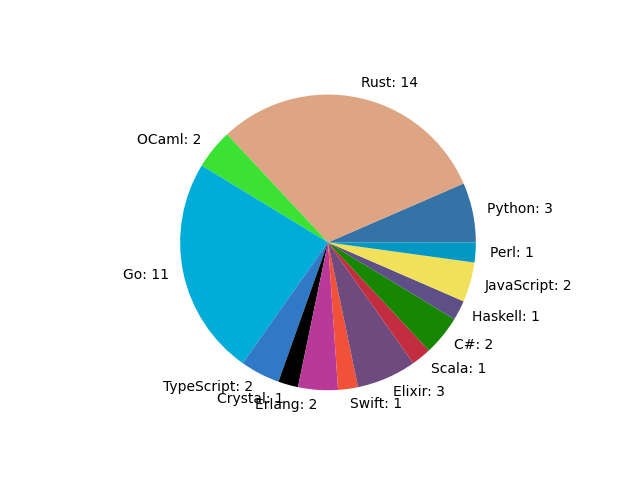 Rust: 14
OCaml: 2
Python: 3
Perl: 1
Go: 11
JavaScript: 2
Haskell: 1
C#: 2
Scala: 1
TypeScript: 2
Elixir: 3
Crystal: 1
Erlang: 2
Swift: 1